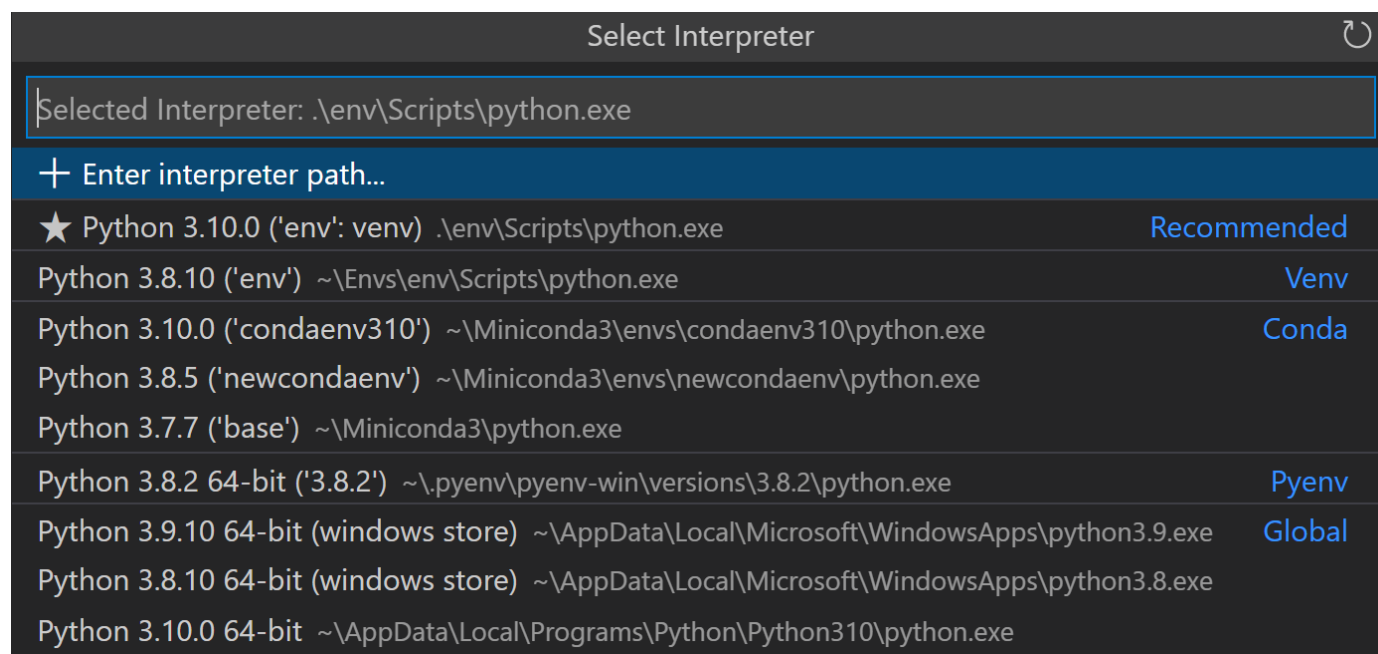 Select Interpreter
Selected Interpreter: .\env\Scripts\python.exe
Enter interpreter path...
Python 3.10.0 ('env': venv) .\env\Scripts\python.exe Recommended
Python 3.8.10 ('env') ~\Envs\env\Scripts\python.exe Venv
Python 3.10.0 ('condaenv310') ~\Miniconda3\envs\condaenv310\python.exe Conda
Python 3.8.5 ('newcondaenv') ~\Miniconda3\envs\newcondaenv\python.exe
Python 3.7.7 ('base') ~\Miniconda3\python.exe
Python 3.8.2 64-bit ('3.8.2') ~\.pyenv\pyenv-win\versions\3.8.2\python.exe Pyenv
Python 3.9.10 64-bit (windows store) ~\AppData\Local\Microsoft\WindowsApps\python3.9.exe Global
Python 3.8.10 64-bit (windows store) ~\AppData\Local\Microsoft\WindowsApps\python3.8.exe
Python 3.10.0 64-bit ~\AppData\Local\Programs\Python\Python310\python.exe